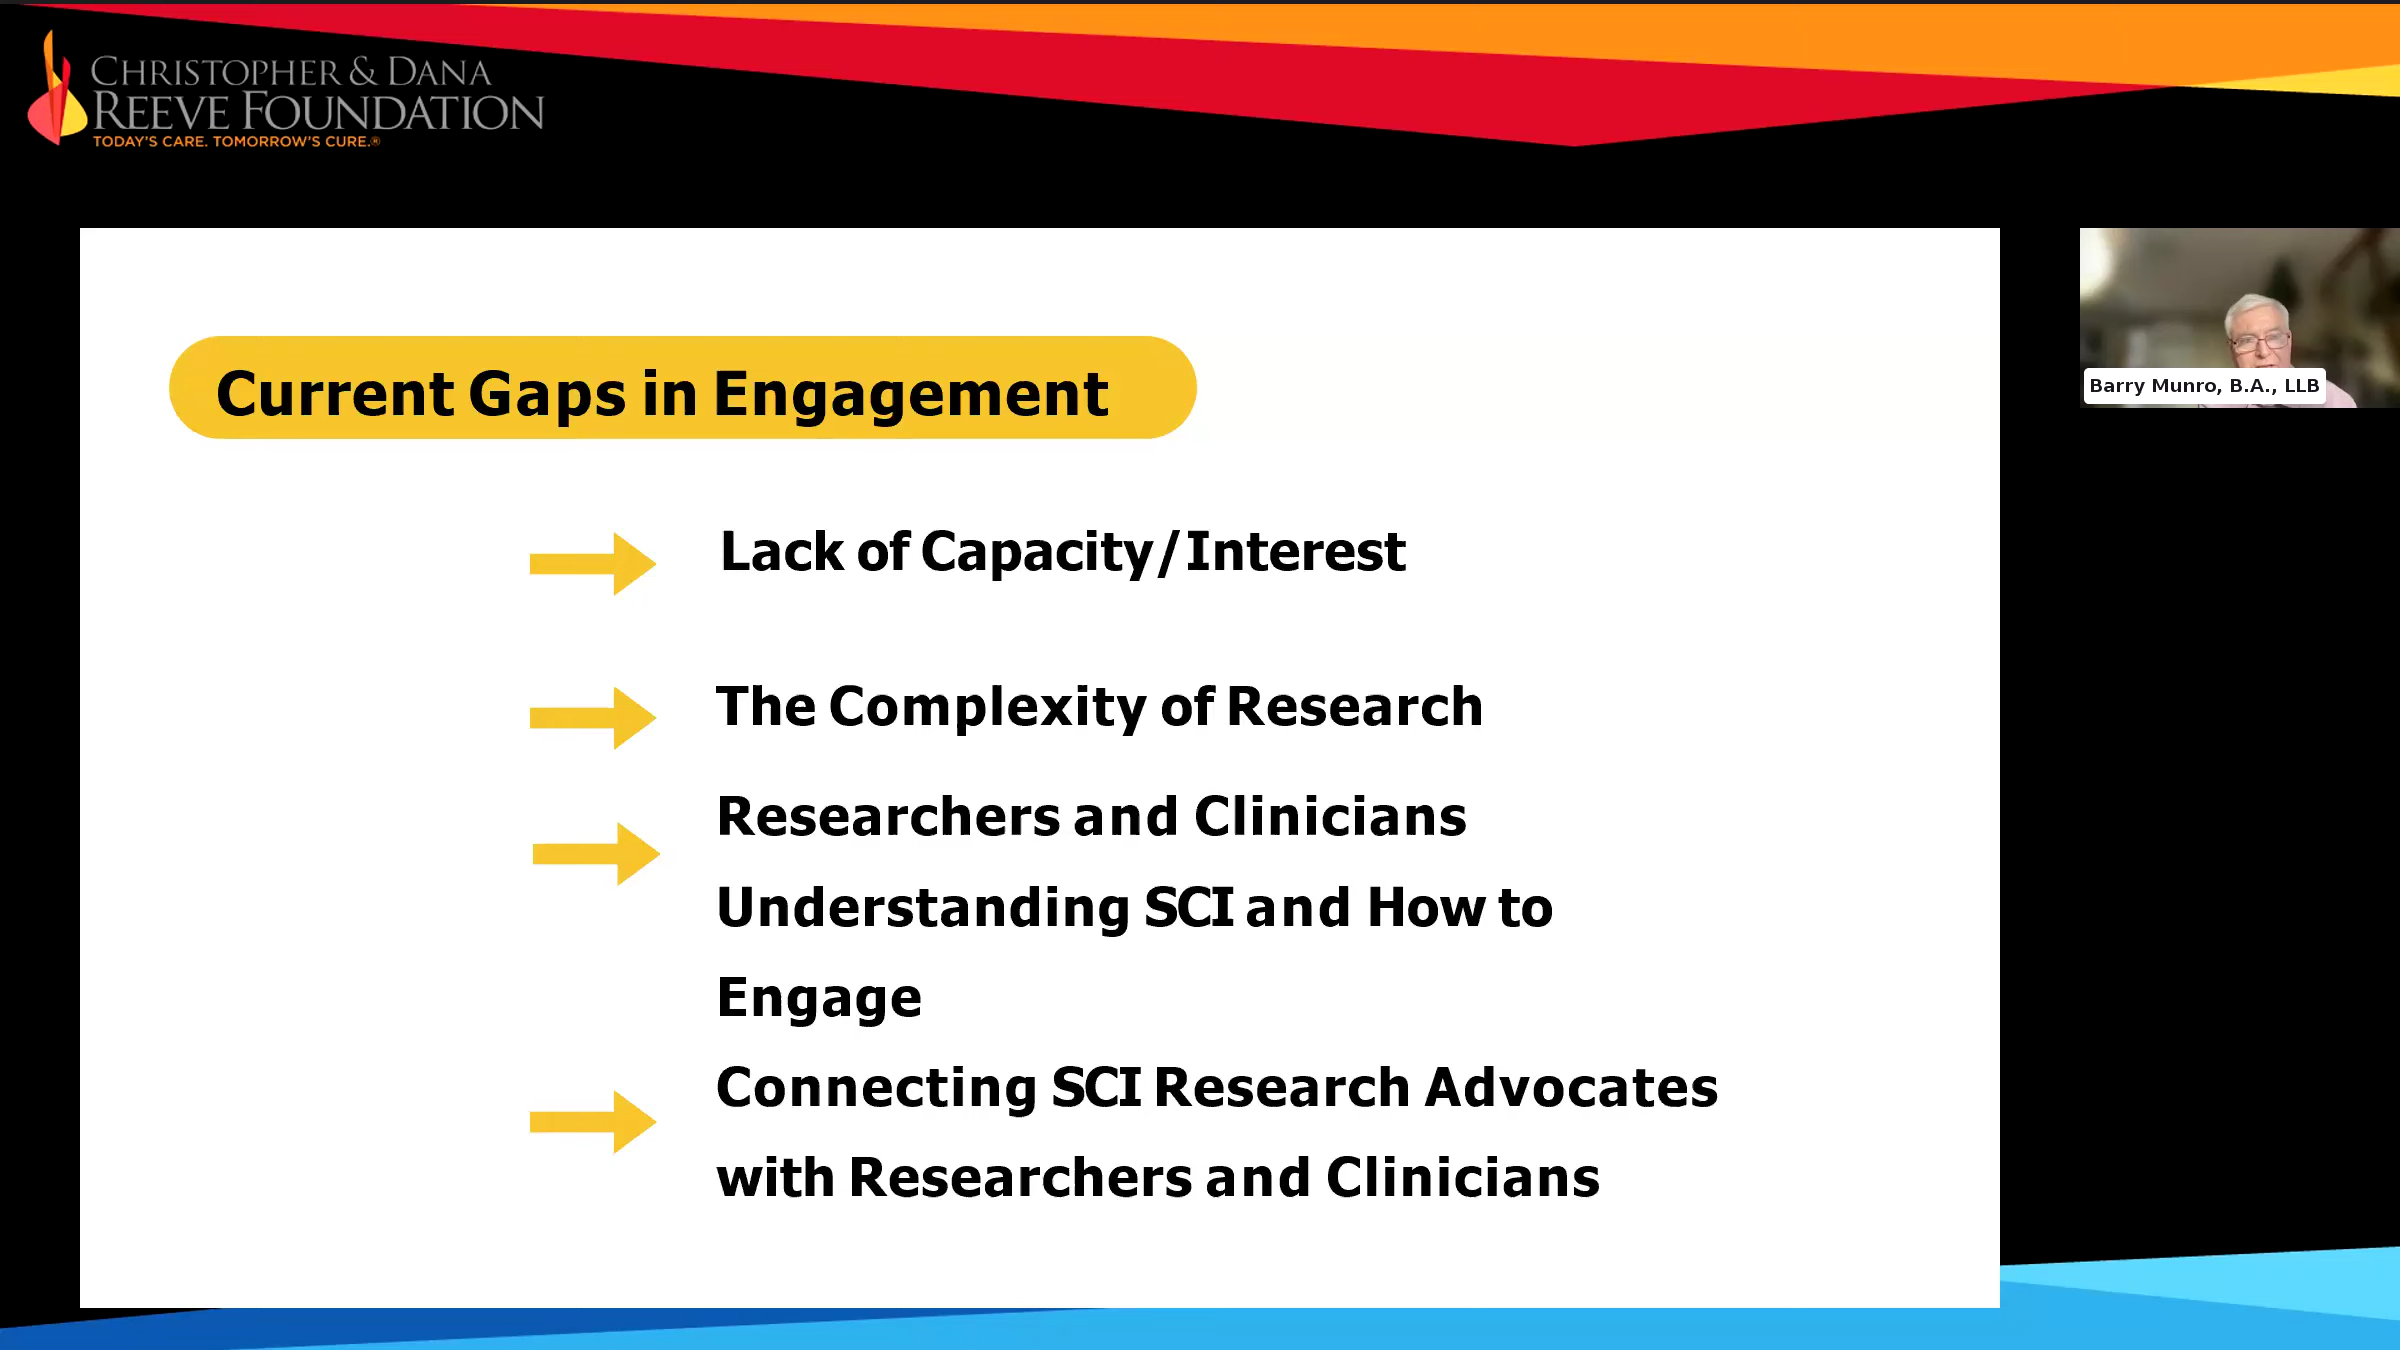 CHRISTOPHER & DANA
REEVE FOUNDATION
TODAY'S CARE. TOMORROW'S CURE.®
Current Gaps in Engagement
Lack of Capacity/Interest
The Complexity of Research
Researchers and Clinicians
Understanding SCI and How to
Engage
Connecting SCI Research Advocates
with Researchers and Clinicians
Barry Munro, B.A., LLB